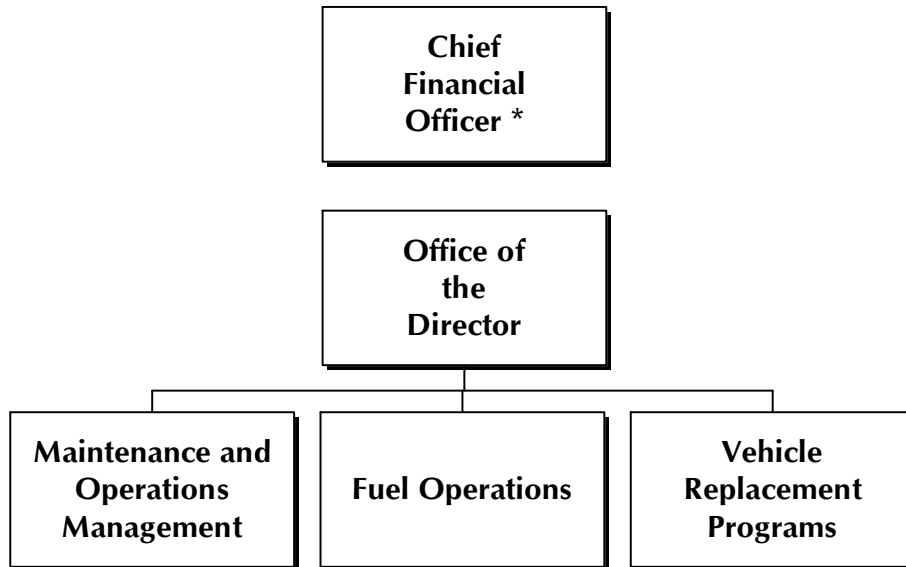 Chief
Financial
Officer *
Office of
the
Director
Maintenance and
Operations
Management
Fuel Operations
Vehicle
Replacement
Programs